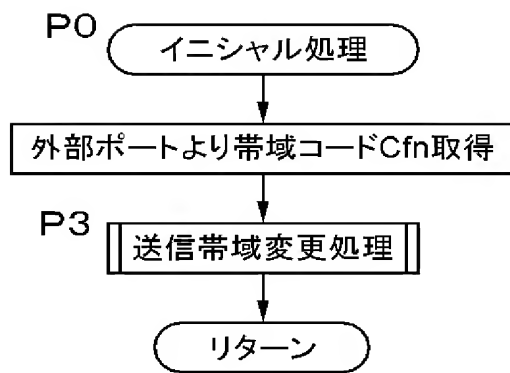 P0
イニシャル処理
外部ポートより帯域コードCfn取得
P3
送信帯域変更処理
リターン